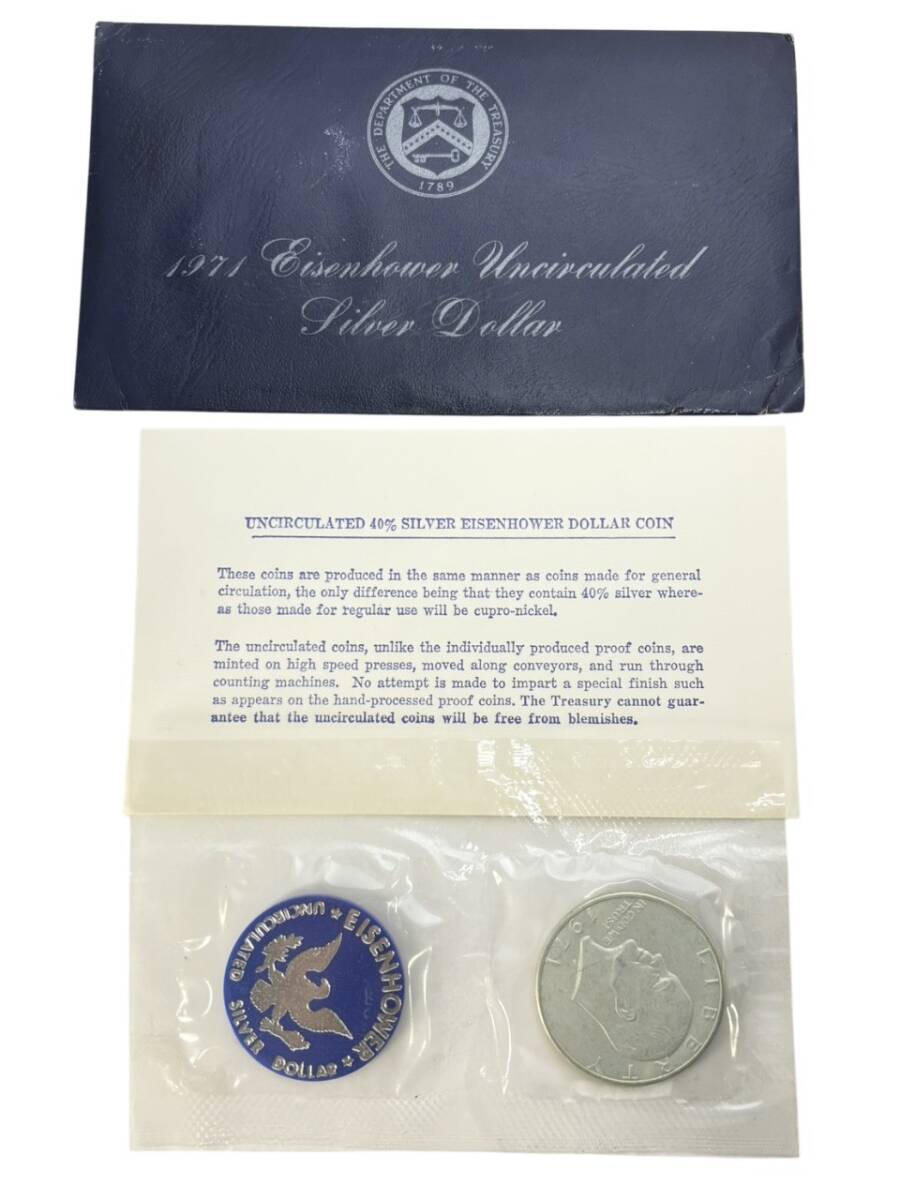 THE DEPARTMENT OF THE TREASURY
1789
1971 Eisenhower Uncirculated
Silver Dollar
UNCIRCULATED 40% SILVER EISENHOWER DOLLAR COIN
These coins are produced in the same manner as coins made for general
circulation, the only difference being that they contain 40% silver where-
as those made for regular use will be cupro-nickel.
The uncirculated coins, unlike the individually produced proof coins, are
minted on high speed presses, moved along conveyors, and run through
counting machines. No attempt is made to impart a special finish such
as appears on the hand-processed proof coins. The Treasury cannot guar-
antee that the uncirculated coins will be free from blemishes.
EISENHOWER
UNCIRCULATED SILVER DOLLAR
LIBERTY
IN GOD WE
TRUST
1971